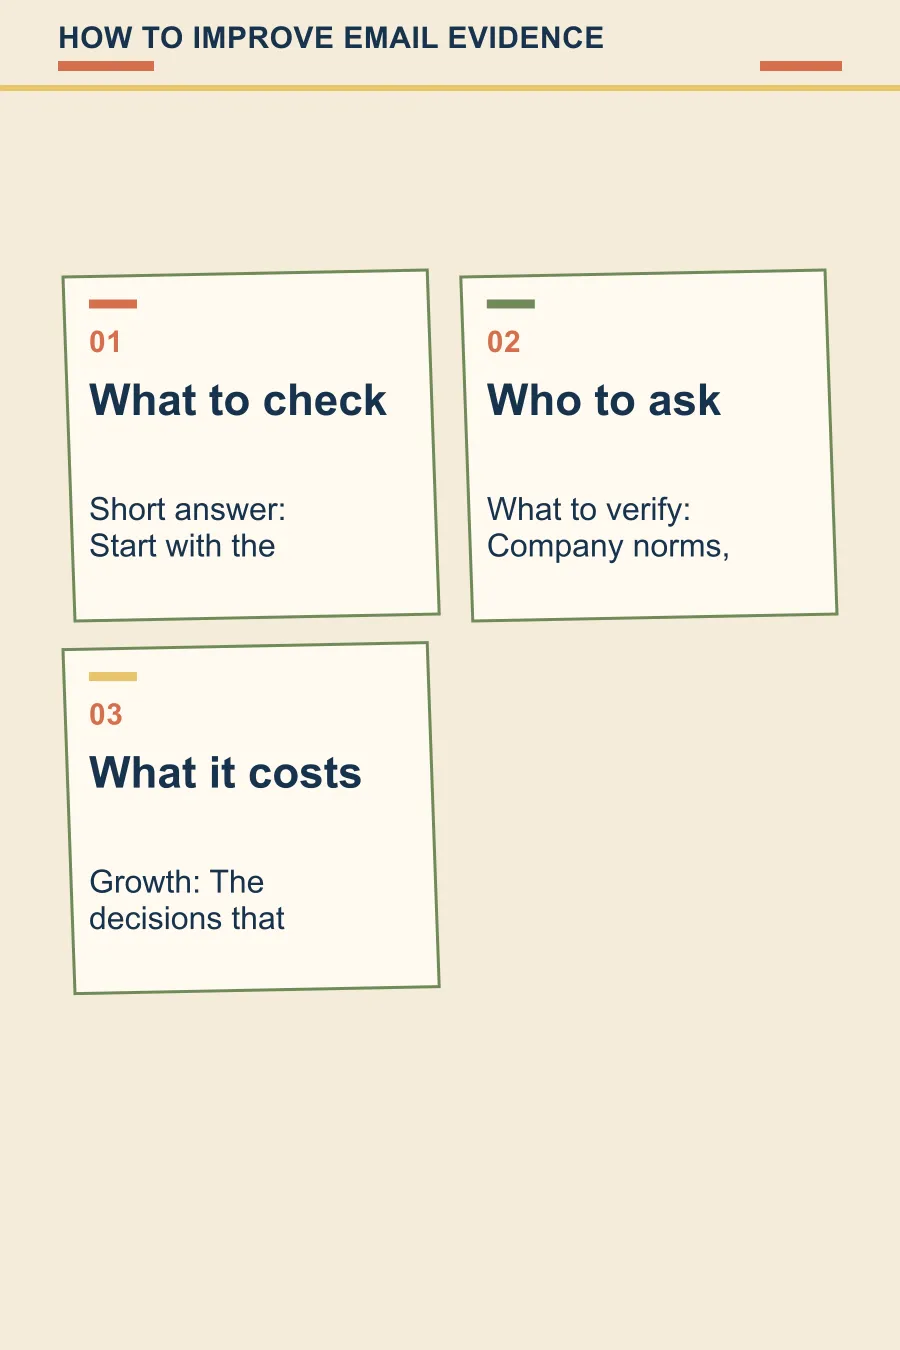 HOW TO IMPROVE EMAIL EVIDENCE
01
What to check
Short answer:
Start with the
02
Who to ask
What to verify:
Company norms,
03
What it costs
Growth: The
decisions that